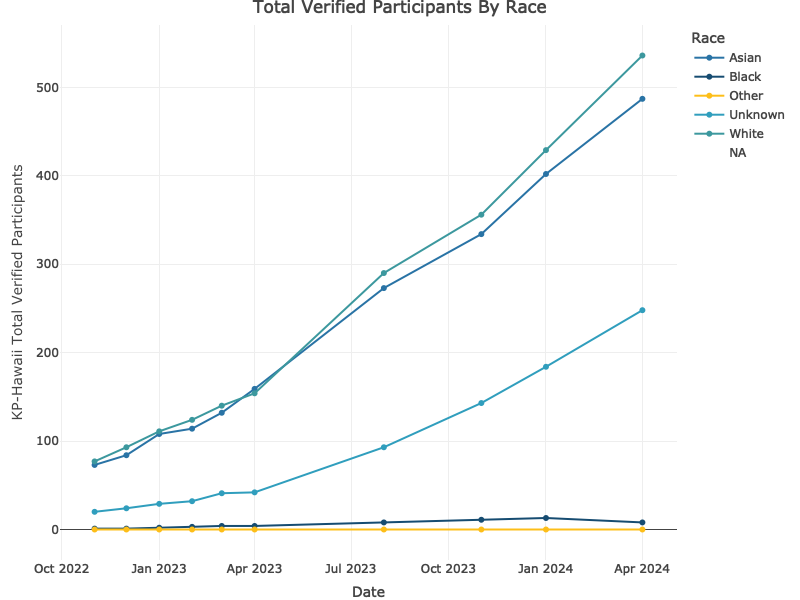 Total Verified Participants By Race
Race
Asian
Black
Other
Unknown
White
NA
KP-Hawaii Total Verified Participants
500
400
300
200
100
0
Oct 2022 Jan 2023 Apr 2023 Jul 2023 Oct 2023 Jan 2024 Apr 2024
Date